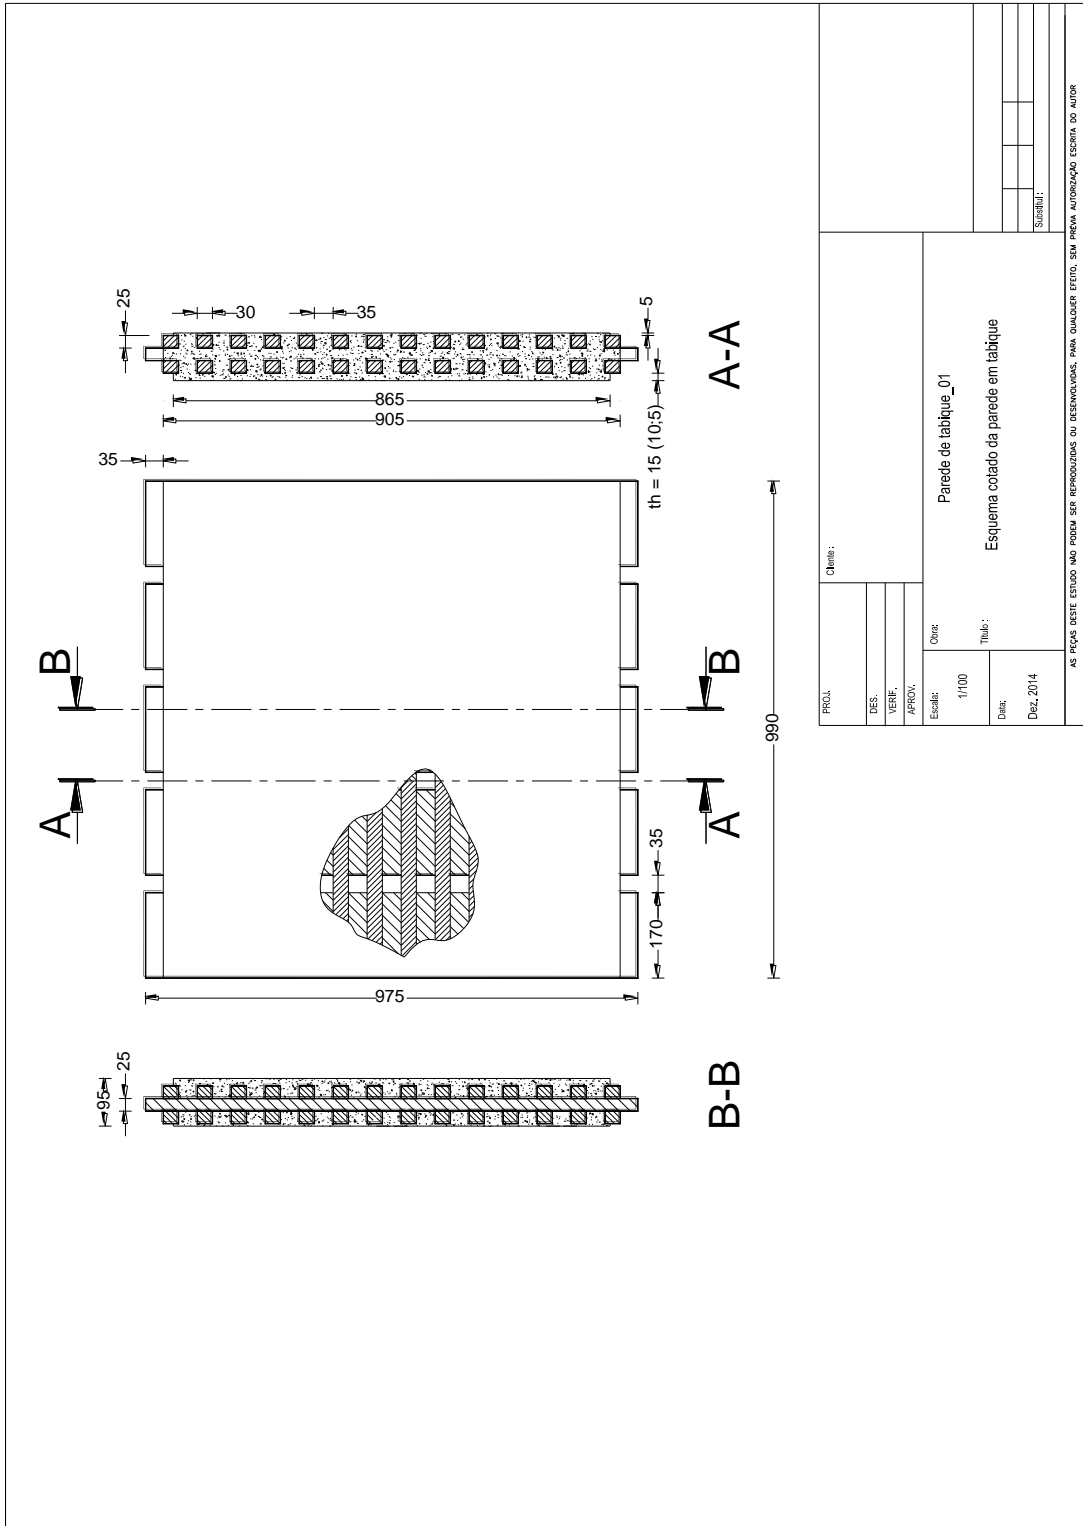 25
30
35
5
A-A
865
905
th = 15 (10;5)
35
B
B
A
A
990
35
170
975
25
95
B-B
PROJ.
DES.
VERIF.
APROV.
Cliente:
Escala:
1/100
Data:
Dez. 2014
Obra:
Parede de tabique_01
Título :
Esquema cotado da parede em tabique
Substitui :
AS PEÇAS DESTE ESTUDO NÃO PODEM SER REPRODUZIDAS OU DESENVOLVIDAS, PARA QUALQUER EFEITO, SEM PRÉVIA AUTORIZAÇÃO ESCRITA DO AUTOR